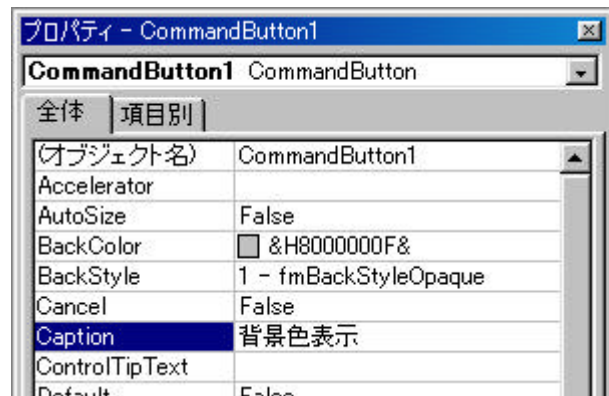 プロパティ - CommandButton1
CommandButton1 CommandButton
全体 項目別
(オブジェクト名) CommandButton1
Accelerator
AutoSize False
BackColor &H8000000F&
BackStyle 1 - fmBackStyleOpaque
Cancel False
Caption 背景色表示
ControlTipText
Default False